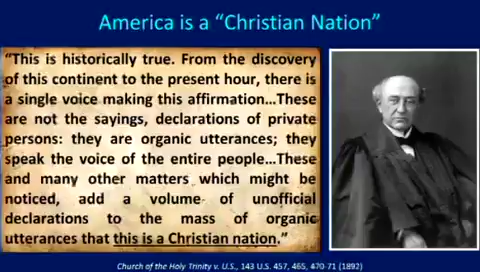 America is a “Christian Nation”
“This is historically true. From the discovery
of this continent to the present hour, there is
a single voice making this affirmation...These
are not the sayings, declarations of private
persons: they are organic utterances; they
speak the voice of the entire people...These
and many other matters which might be
noticed, add a volume of unofficial
declarations to the mass of organic
utterances that this is a Christian nation.”
Church of the Holy Trinity v. U.S., 143 U.S. 457, 465, 470-71 (1892)